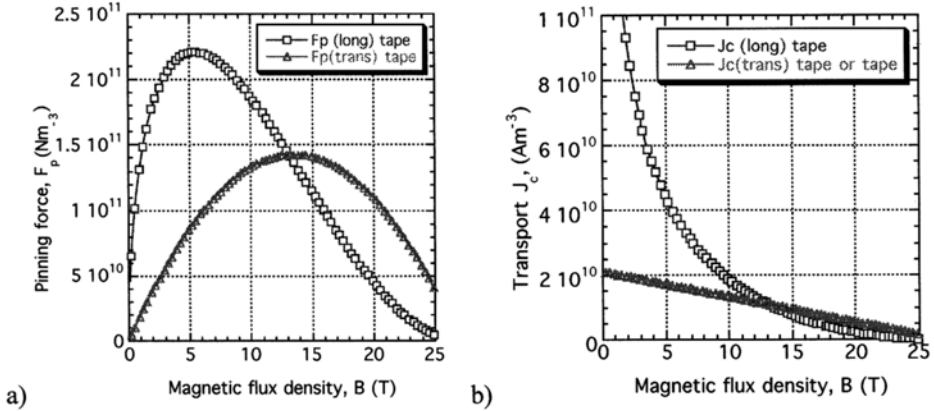 2.5 10¹¹
2 10¹¹
1.5 10¹¹
1 10¹¹
5 10¹⁰
0
0 5 10 15 20 25
Pinning force, F_p (Nm⁻³)
Magnetic flux density, B (T)
Fp (long) tape
Fp(trans) tape
a)
1 10¹¹
8 10¹⁰
6 10¹⁰
4 10¹⁰
2 10¹⁰
0
0 5 10 15 20 25
Transport J_c, (Am⁻³)
Magnetic flux density, B (T)
Jc (long) tape
Jc(trans) tape or tape
b)